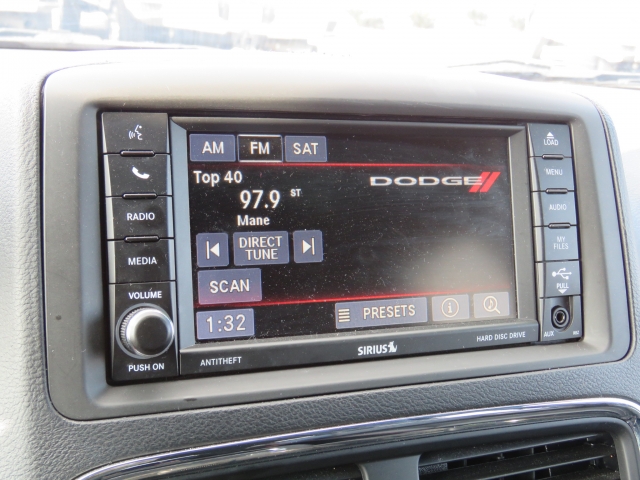 AM FM SAT
Top 40
97.9 ST
Mane
DODGE
DIRECT
TUNE
SCAN
1:32
PRESETS
RADIO
MEDIA
VOLUME
PUSH ON
ANTITHEFT
SIRIUS
HARD DISC DRIVE
LOAD
MENU
AUDIO
MY
FILES
PULL
AUX